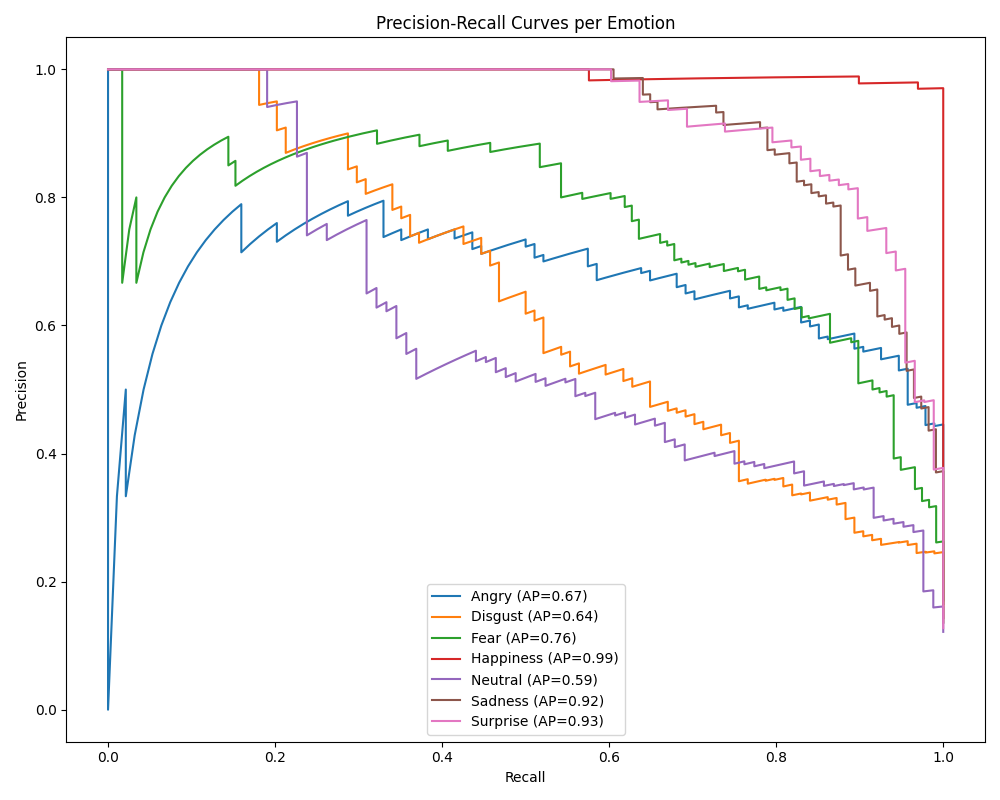 Precision-Recall Curves per Emotion
1.0
0.8
0.6
0.4
0.2
0.0
Precision
Angry (AP=0.67)
Disgust (AP=0.64)
Fear (AP=0.76)
Happiness (AP=0.99)
Neutral (AP=0.59)
Sadness (AP=0.92)
Surprise (AP=0.93)
0.0 0.2 0.4 0.6 0.8 1.0
Recall